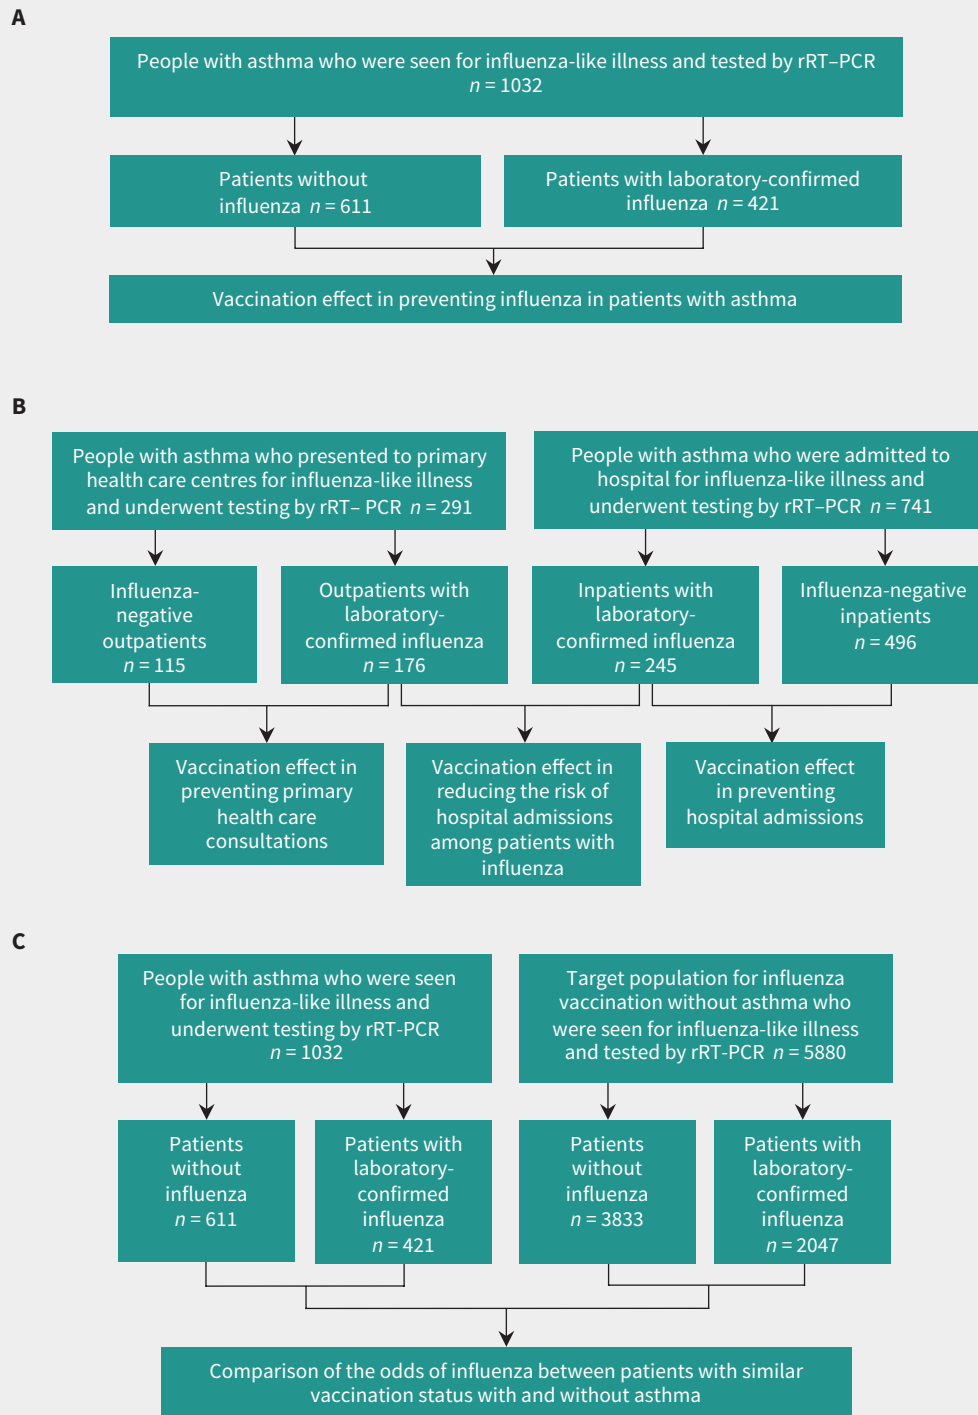 A
People with asthma who were seen for influenza-like illness and tested by rRT–PCR
n = 1032
Patients without
influenza n = 611
Patients with laboratory-confirmed
influenza n = 421
Vaccination effect in preventing influenza in patients with asthma
B
People with asthma who presented to primary
health care centres for influenza-like illness
and underwent testing by rRT– PCR n = 291
People with asthma who were admitted to
hospital for influenza-like illness and
underwent testing by rRT–PCR n = 741
Influenza-
negative
outpatients
n = 115
Outpatients with
laboratory-
confirmed influenza
n = 176
Inpatients with
laboratory-
confirmed influenza
n = 245
Influenza-negative
inpatients
n = 496
Vaccination effect in
preventing primary
health care
consultations
Vaccination effect in
reducing the risk of
hospital admissions
among patients with
influenza
Vaccination effect
in preventing
hospital admissions
C
People with asthma who were seen
for influenza-like illness and
underwent testing by rRT-PCR
n = 1032
Target population for influenza
vaccination without asthma who
were seen for influenza-like illness
and tested by rRT-PCR n = 5880
Patients
without
influenza
n = 611
Patients with
laboratory-
confirmed
influenza
n = 421
Patients
without
influenza
n = 3833
Patients with
laboratory-
confirmed
influenza
n = 2047
Comparison of the odds of influenza between patients with similar
vaccination status with and without asthma